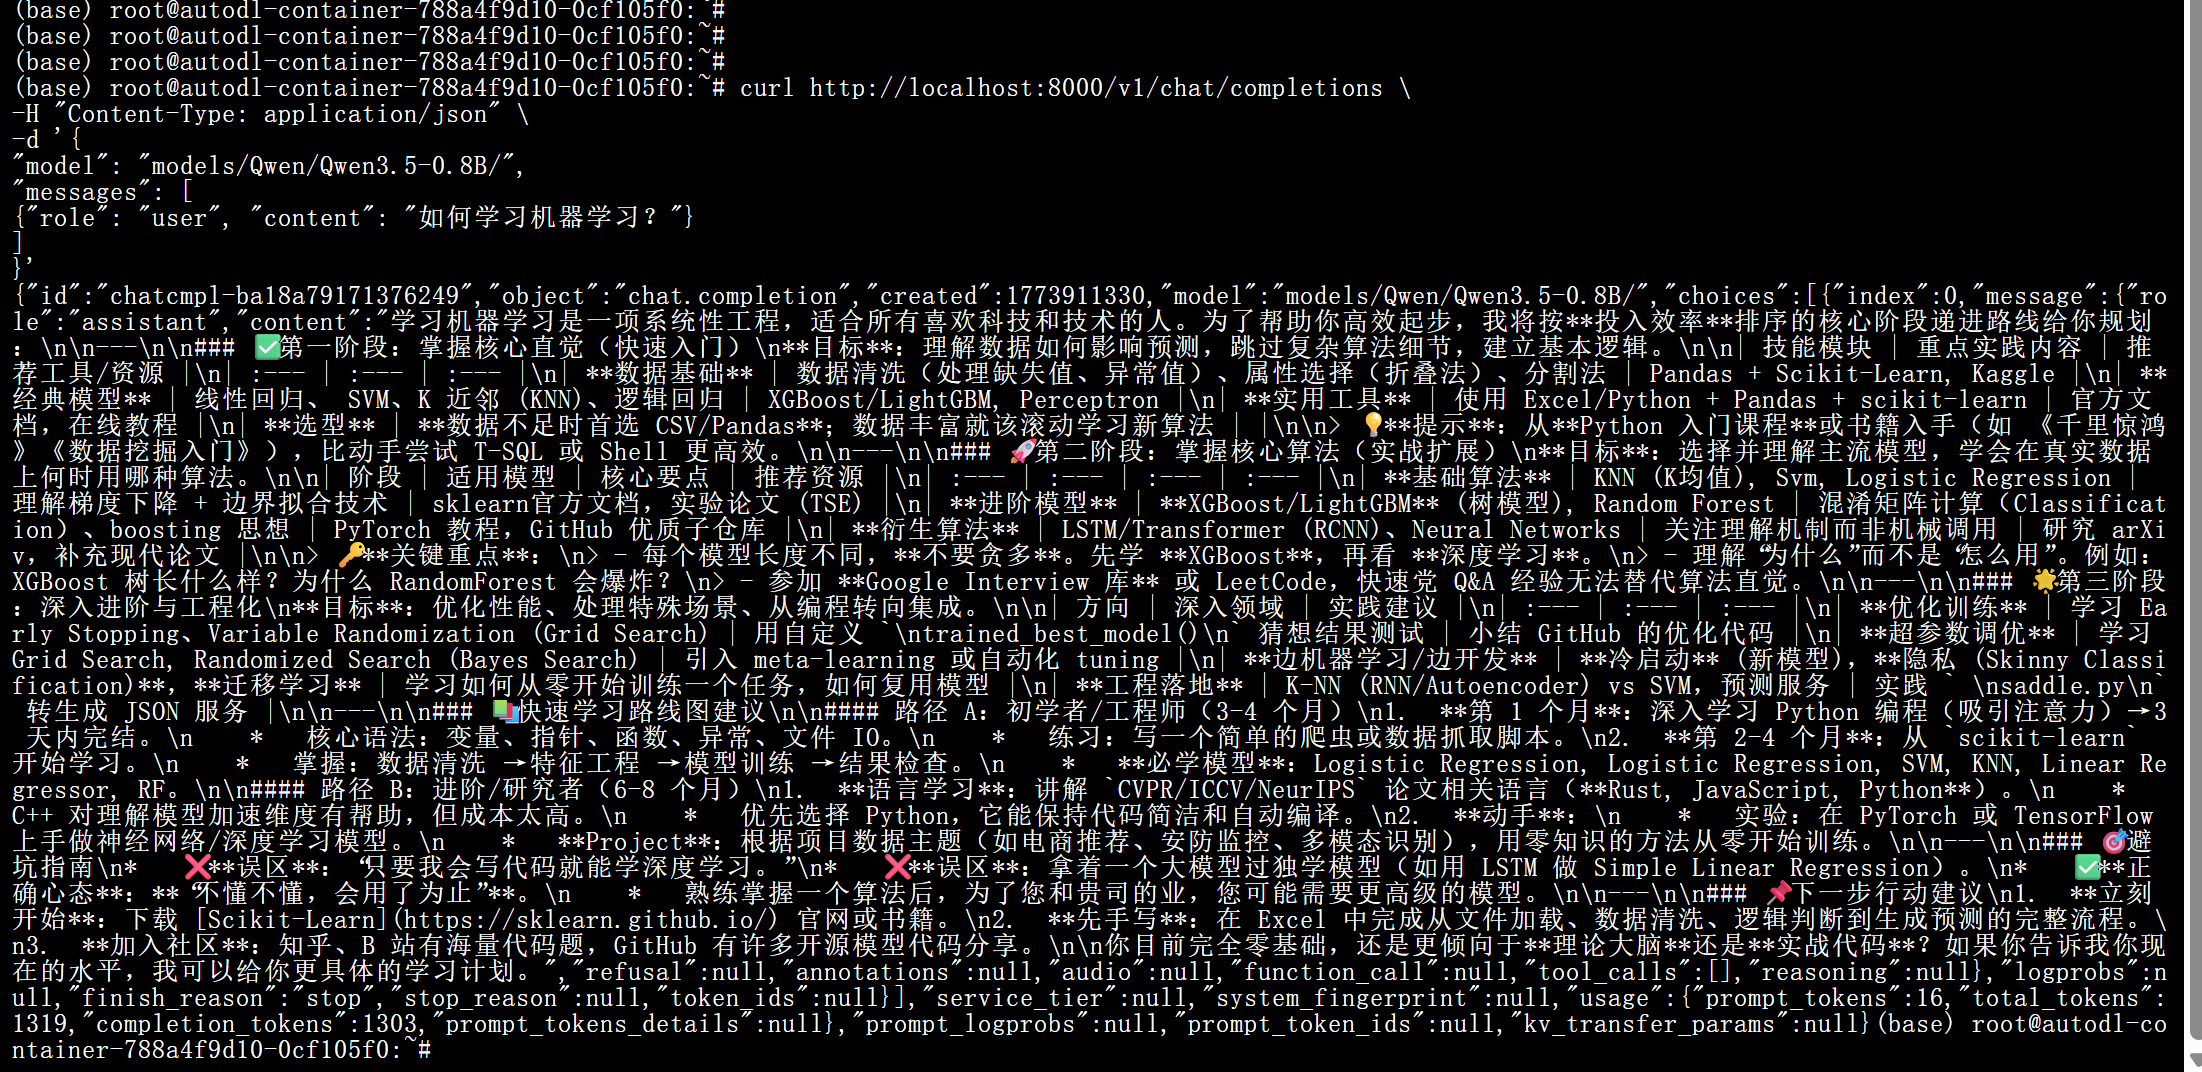 (base) root@autodl-container-788a4f9d10-0cf105f0:~#
(base) root@autodl-container-788a4f9d10-0cf105f0:~#
(base) root@autodl-container-788a4f9d10-0cf105f0:~#
(base) root@autodl-container-788a4f9d10-0cf105f0:~# curl http://localhost:8000/v1/chat/completions \
-H "Content-Type: application/json" \
-d '{
"model": "models/Qwen/Qwen3.5-0.8B/",
"messages": [
{"role": "user", "content": "如何学习机器学习？"}
]
}'
{"id":"chatcmpl-ba18a79171376249","object":"chat.completion","created":1773911330,"model":"models/Qwen/Qwen3.5-0.8B/","choices":[{"index":0,"message":{"ro
le":"assistant","content":"学习机器学习是一项系统性工程，适合所有喜欢科技和技术的人。为了帮助你高效起步，我将按**投入效率**排序的核心阶段递进路线给你规划
：\n\n---\n\n### ✅第一阶段：掌握核心直觉（快速入门）\n**目标**：理解数据如何影响预测，跳过复杂算法细节，建立基本逻辑。\n\n| 技能模块 | 重点实践内容 | 推
荐工具/资源 |\n| :--- | :--- | :--- |\n| **数据基础** | 数据清洗（处理缺失值、异常值）、属性选择（折叠法）、分割法 | Pandas + Scikit-Learn, Kaggle |\n| **
经典模型** | 线性回归、 SVM、K 近邻 (KNN)、逻辑回归 | XGBoost/LightGBM, Perceptron |\n| **实用工具** | 使用 Excel/Python + Pandas + scikit-learn | 官方文
档，在线教程 |\n| **选型** | **数据不足时首选 CSV/Pandas**；数据丰富就该滚动学习新算法 | |\n\n> 💡**提示**：从**Python 入门课程**或书籍入手（如 《千里惊鸿
》《数据挖掘入门》），比动手尝试 T-SQL 或 Shell 更高效。\n\n---\n\n### 🚀第二阶段：掌握核心算法（实战扩展）\n**目标**：选择并理解主流模型，学会在真实数据
上何时用哪种算法。\n\n| 阶段 | 适用模型 | 核心要点 | 推荐资源 |\n| :--- | :--- | :--- | :--- |\n| **基础算法** | KNN (K均值), Svm, Logistic Regression |
理解梯度下降 + 边界拟合技术 | sklearn官方文档，实验论文 (TSE) |\n| **进阶模型** | **XGBoost/LightGBM** (树模型), Random Forest | 混淆矩阵计算（Classificat
ion）、boosting 思想 | PyTorch 教程，GitHub 优质子仓库 |\n| **衍生算法** | LSTM/Transformer (RCNN)、Neural Networks | 关注理解机制而非机械调用 | 研究 arXi
v，补充现代论文 |\n\n> 🔑**关键重点**：\n> - 每个模型长度不同，**不要贪多**。先学 **XGBoost**，再看 **深度学习**。\n> - 理解“为什么”而不是“怎么用”。例如：
XGBoost 树长什么样？为什么 RandomForest 会爆炸？\n> - 参加 **Google Interview 库** 或 LeetCode，快速党 Q&A 经验无法替代算法直觉。\n\n---\n\n### 🌟第三阶段
：深入进阶与工程化\n**目标**：优化性能、处理特殊场景、从编程转向集成。\n\n| 方向 | 深入领域 | 实践建议 |\n| :--- | :--- | :--- |\n| **优化训练** | 学习 Ea
rly Stopping、Variable Randomization (Grid Search) | 用自定义 `\ntrained_best_model()\n` 猜想结果测试 | 小结 GitHub 的优化代码 |\n| **超参数调优** | 学习
Grid Search, Randomized Search (Bayes Search) | 引入 meta-learning 或自动化 tuning |\n| **边机器学习/边开发** | **冷启动** (新模型)，**隐私 (Skinny Classi
fication)**，**迁移学习** | 学习如何从零开始训练一个任务，如何复用模型 |\n| **工程落地** | K-NN (RNN/Autoencoder) vs SVM，预测服务 | 实践 ` \nsaddle.py\n`
转生成 JSON 服务 |\n\n---\n\n### 📚快速学习路线图建议\n\n#### 路径 A：初学者/工程师（3-4 个月）\n1.  **第 1 个月**：深入学习 Python 编程（吸引注意力）→3
天内完结。\n    *   核心语法：变量、指针、函数、异常、文件 IO。\n    *   练习：写一个简单的爬虫或数据抓取脚本。\n2.  **第 2-4 个月**：从 `scikit-learn`
开始学习。\n    *   掌握：数据清洗 →特征工程 →模型训练 →结果检查。\n    *   **必学模型**：Logistic Regression, Logistic Regression, SVM, KNN, Linear Re
gressor, RF。\n\n#### 路径 B：进阶/研究者（6-8 个月）\n1.  **语言学习**：讲解 `CVPR/ICCV/NeurIPS` 论文相关语言（**Rust, JavaScript, Python**）。\n    *
C++ 对理解模型加速维度有帮助，但成本太高。\n    *   优先选择 Python，它能保持代码简洁和自动编译。\n2.  **动手**：\n    *   实验：在 PyTorch 或 TensorFlow
上手做神经网络/深度学习模型。\n    *   **Project**：根据项目数据主题（如电商推荐、安防监控、多模态识别），用零知识的方法从零开始训练。\n\n---\n\n### 🎯避
坑指南\n*   ❌**误区**：“只要我会写代码就能学深度学习。”\n*   ❌**误区**：拿着一个大模型过独学模型（如用 LSTM 做 Simple Linear Regression）。\n*   ✅**正
确心态**：**“不懂不懂，会用了为止”**。\n    *   熟练掌握一个算法后，为了您和贵司的业，您可能需要更高级的模型。\n\n---\n\n### 📌下一步行动建议\n1.  **立刻
开始**：下载 [Scikit-Learn](https://sklearn.github.io/) 官网或书籍。\n2.  **先手写**：在 Excel 中完成从文件加载、数据清洗、逻辑判断到生成预测的完整流程。\
n3.  **加入社区**：知乎、B 站有海量代码题，GitHub 有许多开源模型代码分享。\n\n你目前完全零基础，还是更倾向于**理论大脑**还是**实战代码**？如果你告诉我你现
在的水平，我可以给你更具体的学习计划。","refusal":null,"annotations":null,"audio":null,"function_call":null,"tool_calls":[],"reasoning":null},"logprobs":n
ull,"finish_reason":"stop","stop_reason":null,"token_ids":null}],"service_tier":null,"system_fingerprint":null,"usage":{"prompt_tokens":16,"total_tokens":
1319,"completion_tokens":1303,"prompt_tokens_details":null},"prompt_logprobs":null,"prompt_token_ids":null,"kv_transfer_params":null}(base) root@autodl-co
ntainer-788a4f9d10-0cf105f0:~#